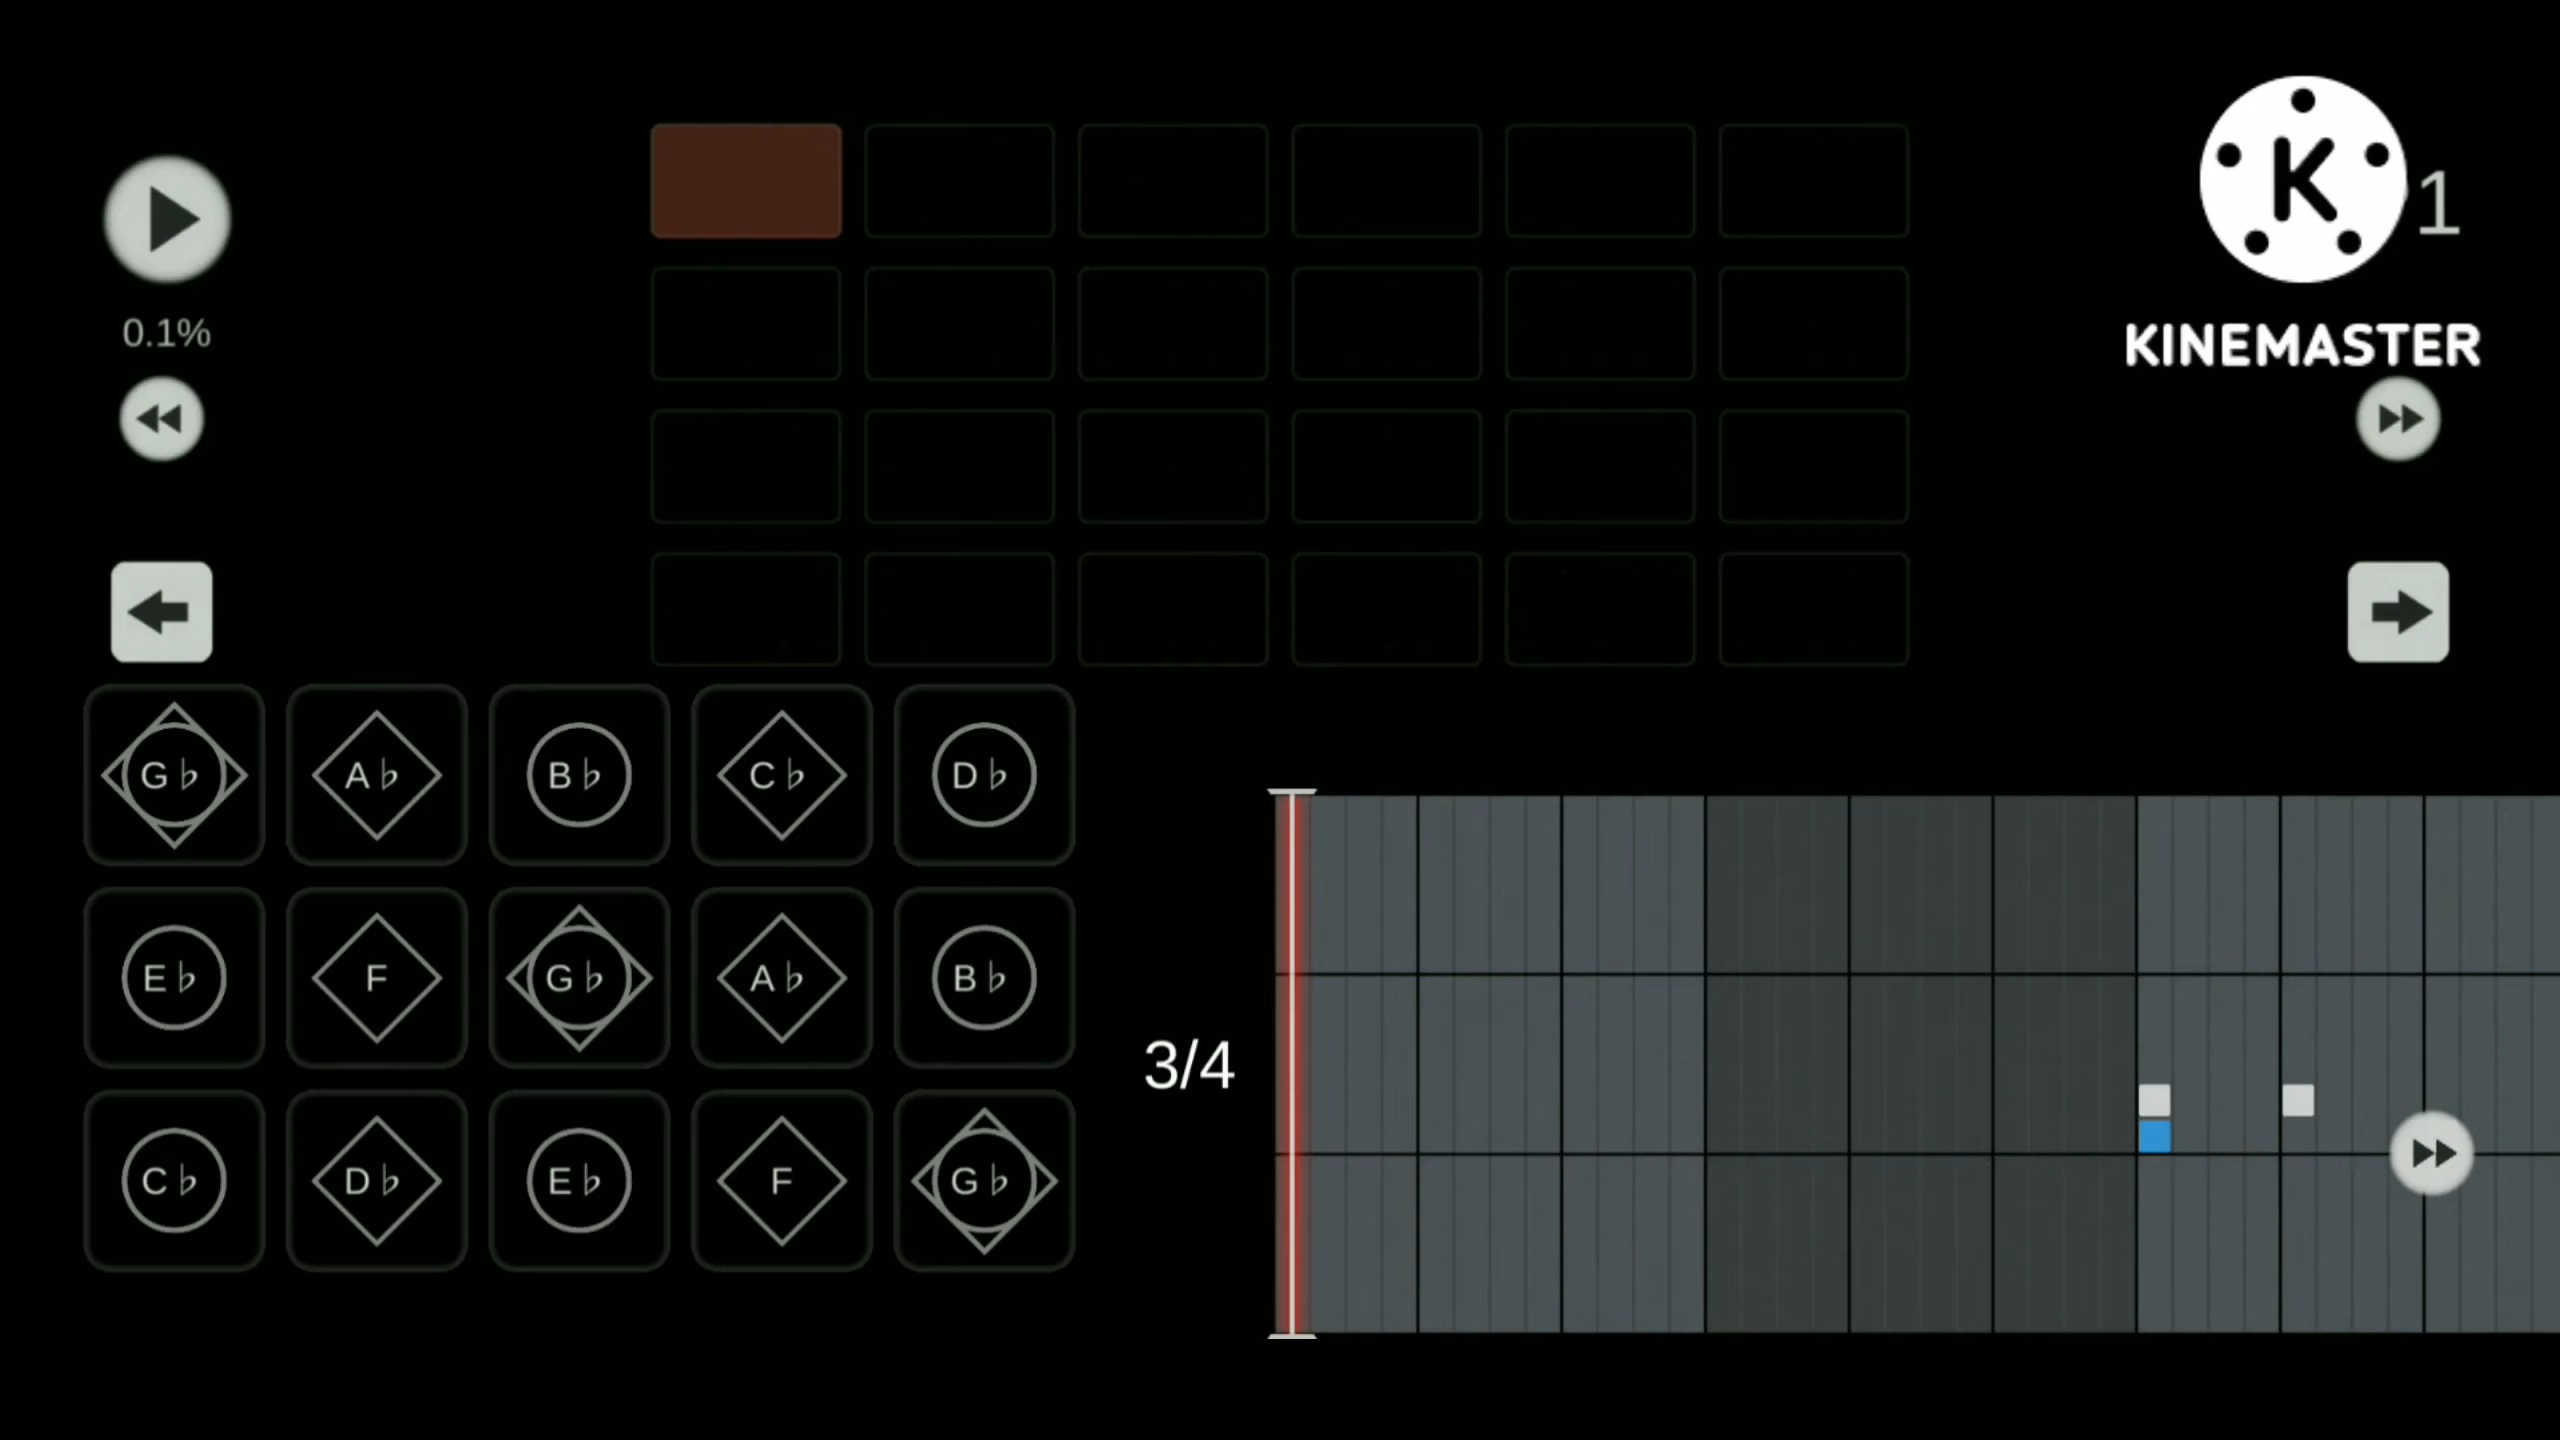 K
1
0.1%
KINEMASTER
G♭ A♭ B♭ C♭ D♭
E♭ F G♭ A♭ B♭
3/4
C♭ D♭ E♭ F G♭